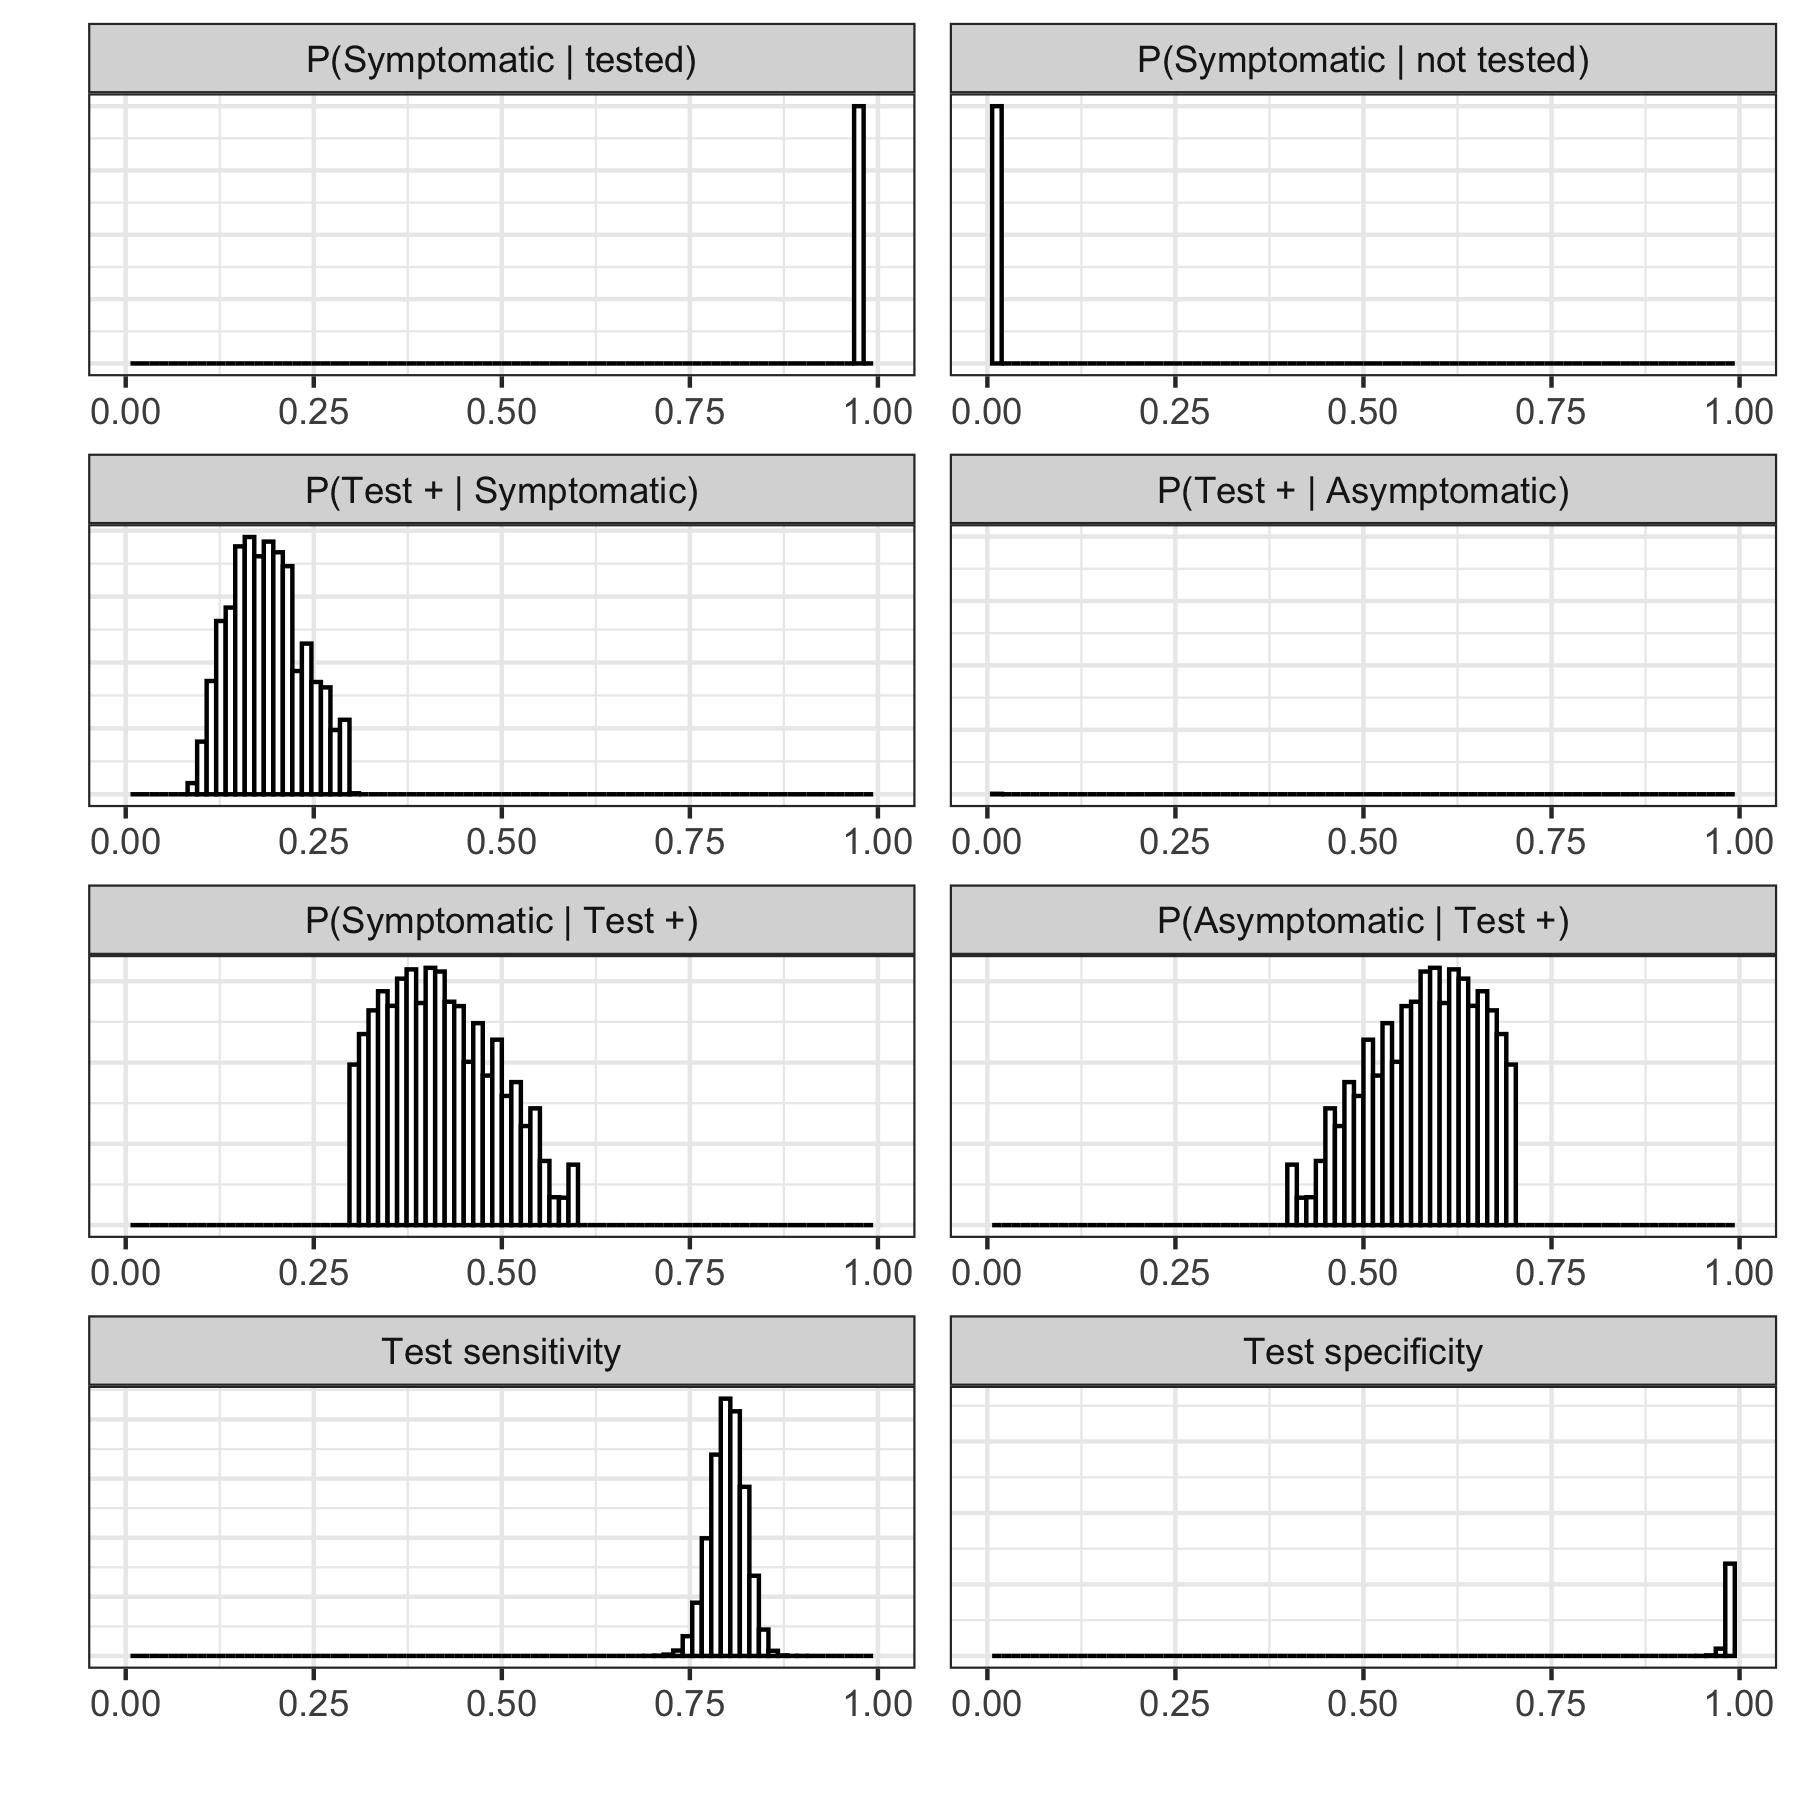 P(Symptomatic | tested)
P(Symptomatic | not tested)
0.00 0.25 0.50 0.75 1.00
0.00 0.25 0.50 0.75 1.00
P(Test + | Symptomatic)
P(Test + | Asymptomatic)
0.00 0.25 0.50 0.75 1.00
0.00 0.25 0.50 0.75 1.00
P(Symptomatic | Test +)
P(Asymptomatic | Test +)
0.00 0.25 0.50 0.75 1.00
0.00 0.25 0.50 0.75 1.00
Test sensitivity
Test specificity
0.00 0.25 0.50 0.75 1.00
0.00 0.25 0.50 0.75 1.00